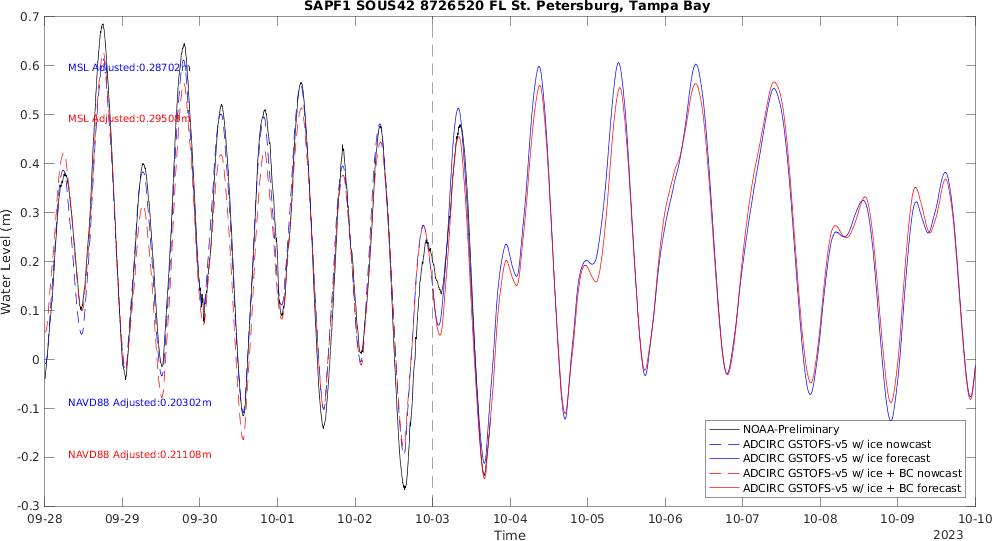 SAPF1 SOUS42 8726520 FL St. Petersburg, Tampa Bay
Water Level (m)
0.7
0.6
0.5
0.4
0.3
0.2
0.1
0
-0.1
-0.2
-0.3
MSL Adjusted:0.28702m
MSL Adjusted:0.29508m
NAVD88 Adjusted:0.20302m
NAVD88 Adjusted:0.21108m
NOAA-Preliminary
ADCIRC GSTOFS-v5 w/ ice nowcast
ADCIRC GSTOFS-v5 w/ ice forecast
ADCIRC GSTOFS-v5 w/ ice + BC nowcast
ADCIRC GSTOFS-v5 w/ ice + BC forecast
09-28 09-29 09-30 10-01 10-02 10-03 10-04 10-05 10-06 10-07 10-08 10-09 10-10
Time
2023